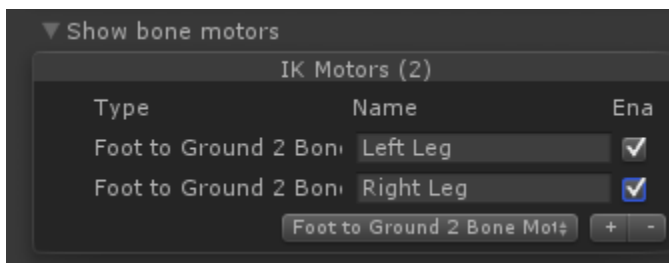 ▼ Show bone motors
IK Motors (2)
Type Name Ena
Foot to Ground 2 Bon Left Leg
Foot to Ground 2 Bon Right Leg
Foot to Ground 2 Bone Mot + -